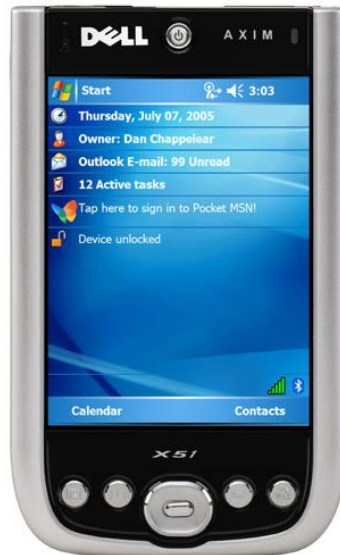 DELL AXIM
Start 3:03
Thursday, July 07, 2005
Owner: Dan Chappelear
Outlook E-mail: 99 Unread
12 Active tasks
Tap here to sign in to Pocket MSN!
Device unlocked
Calendar Contacts
X51